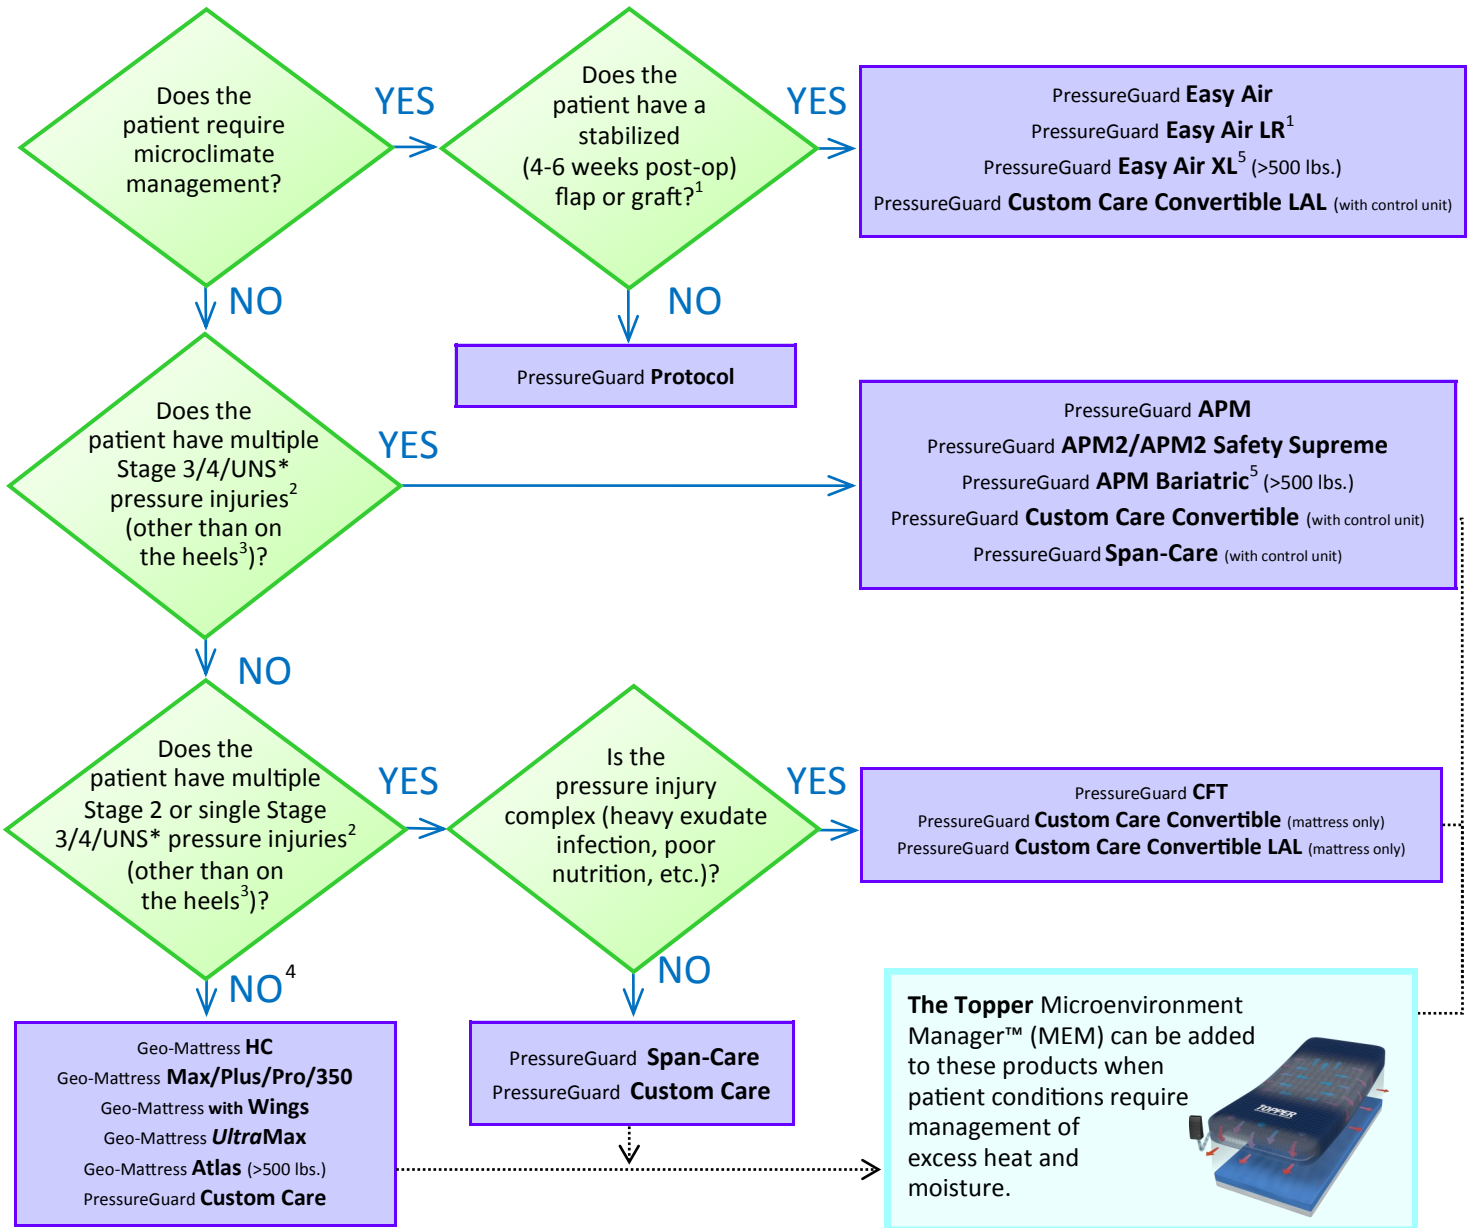 Does the
patient require
microclimate
management?
YES
Does the
patient have a
stabilized
(4-6 weeks post-op)
flap or graft?1
YES
PressureGuard Easy Air
PressureGuard Easy Air LR1
PressureGuard Easy Air XL5 (>500 lbs.)
PressureGuard Custom Care Convertible LAL (with control unit)
NO
NO
PressureGuard Protocol
Does the
patient have multiple
Stage 3/4/UNS*
pressure injuries2
(other than on
the heels3)?
YES
PressureGuard APM
PressureGuard APM2/APM2 Safety Supreme
PressureGuard APM Bariatric5 (>500 lbs.)
PressureGuard Custom Care Convertible (with control unit)
PressureGuard Span-Care (with control unit)
NO
Does the
patient have multiple
Stage 2 or single Stage
3/4/UNS* pressure injuries2
(other than on
the heels3)?
YES
Is the
pressure injury
complex (heavy exudate
infection, poor
nutrition, etc.)?
YES
PressureGuard CFT
PressureGuard Custom Care Convertible (mattress only)
PressureGuard Custom Care Convertible LAL (mattress only)
NO4
NO
Geo-Mattress HC
Geo-Mattress Max/Plus/Pro/350
Geo-Mattress with Wings
Geo-Mattress UltraMax
Geo-Mattress Atlas (>500 lbs.)
PressureGuard Custom Care
PressureGuard Span-Care
PressureGuard Custom Care
The Topper Microenvironment
Manager™ (MEM) can be added
to these products when
patient conditions require
management of
excess heat and
moisture.
TOPPER